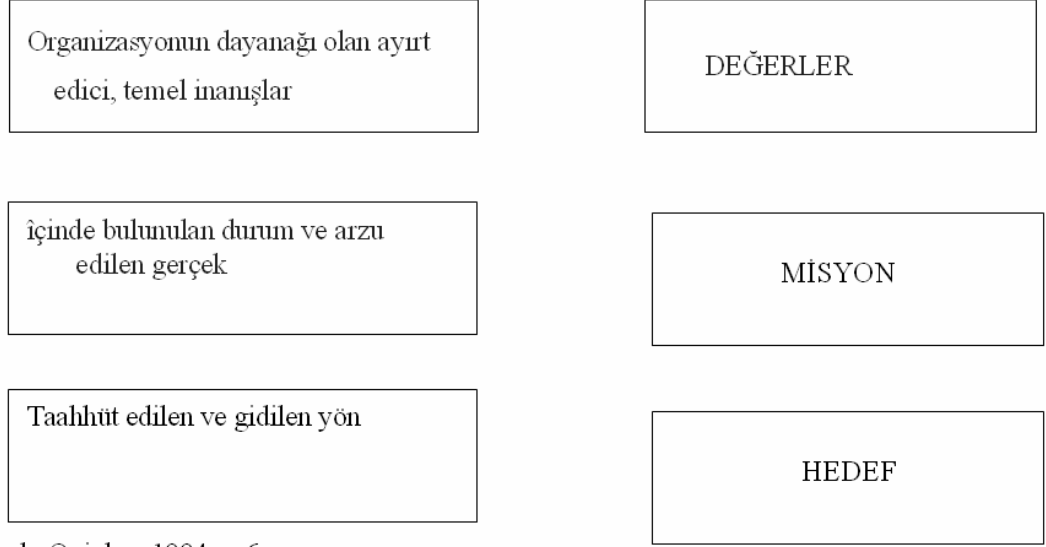 Organizasyonun dayanağı olan ayırt
edici, temel inanışlar
DEĞERLER
îçinde bulunulan durum ve arzu
edilen gerçek
MİSYON
Taahhüt edilen ve gidilen yön
HEDEF